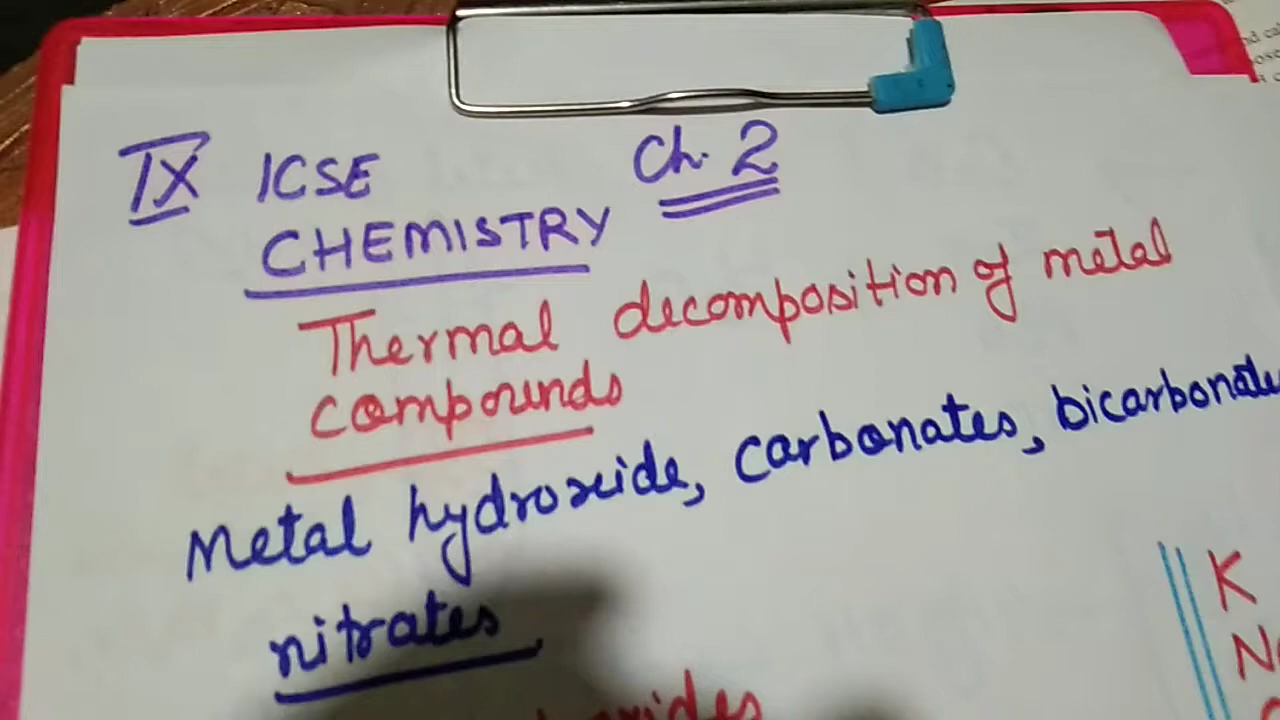 IX ICSE Ch. 2
CHEMISTRY
Thermal decomposition of metal
compounds
Metal hydroxide, carbonates, bicarbonate
nitrates
K